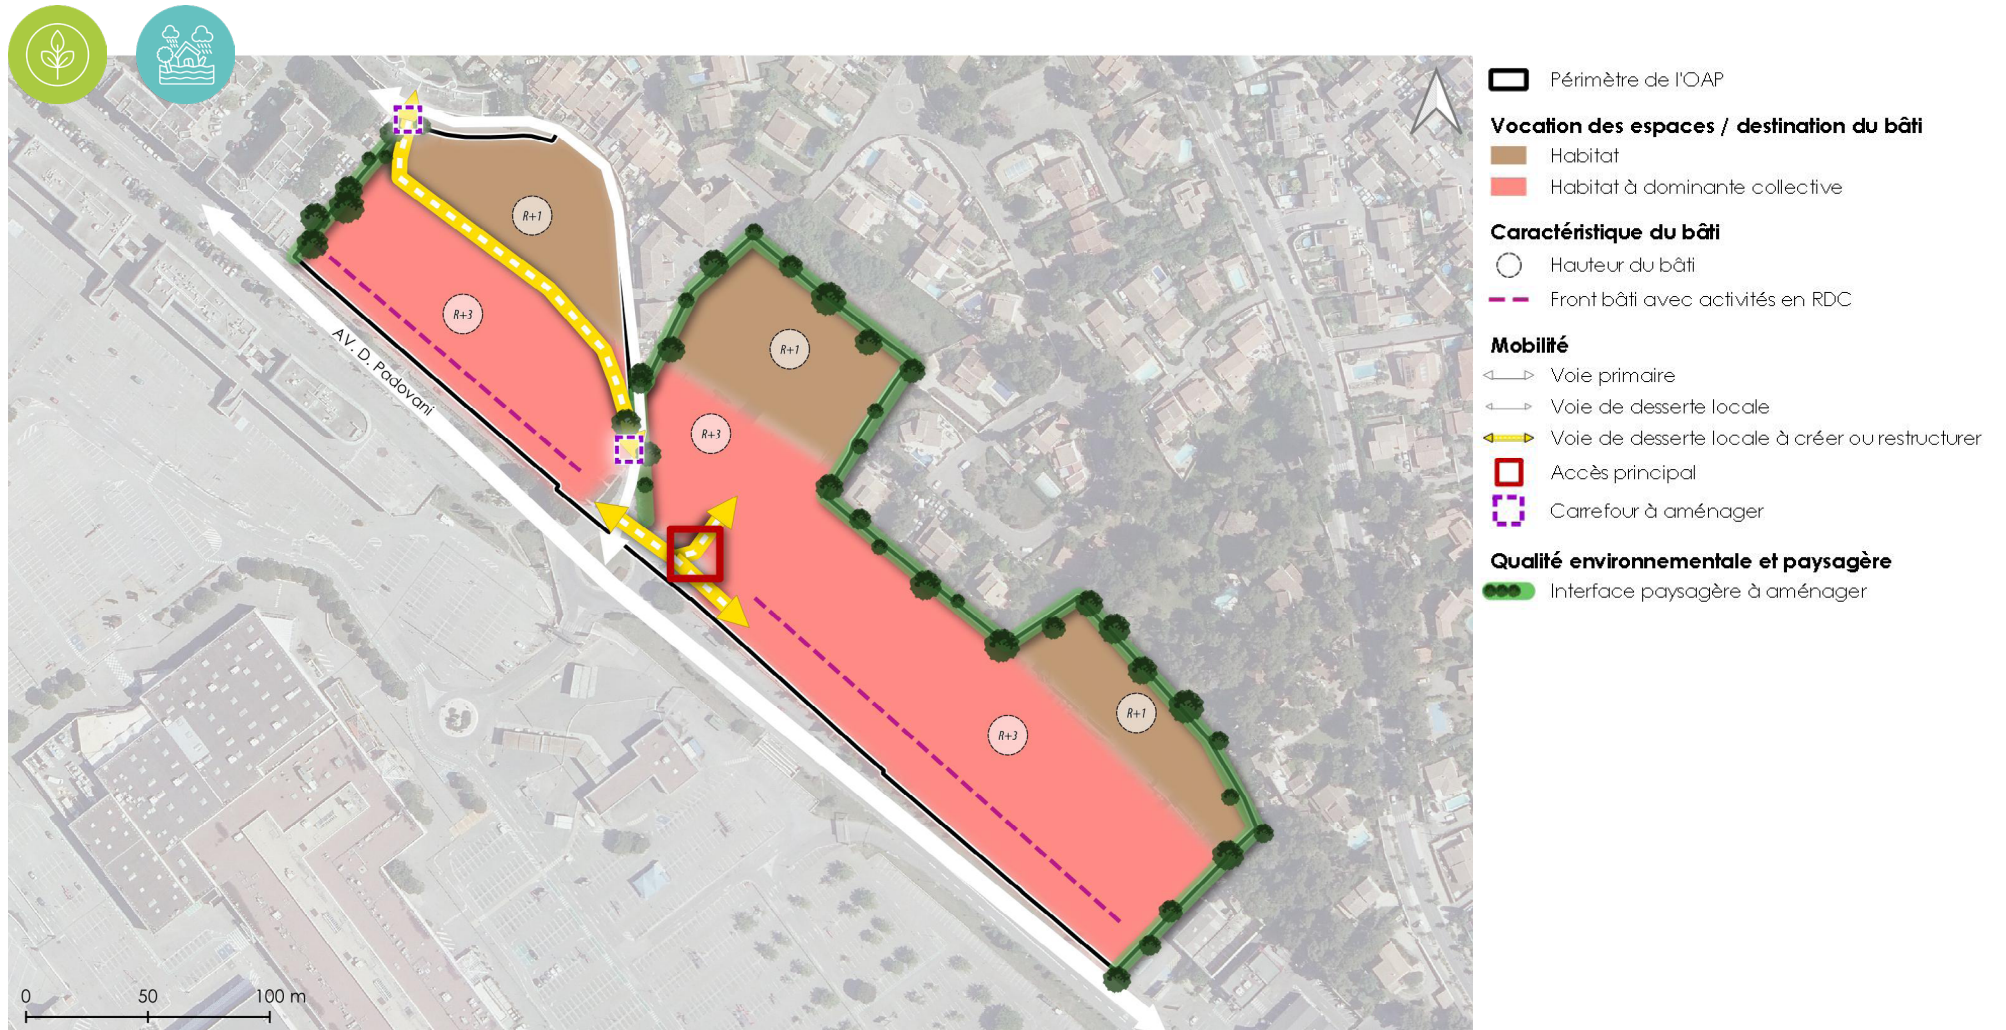 Périmètre de l'OAP
Vocation des espaces / destination du bâti
Habitat
Habitat à dominante collective
Caractéristique du bâti
Hauteur du bâti
Front bâti avec activités en RDC
Mobilité
Voie primaire
Voie de desserte locale
Voie de desserte locale à créer ou restructurer
Accès principal
Carrefour à aménager
Qualité environnementale et paysagère
Interface paysagère à aménager
R+1
R+3
AV. D. Padovani
R+1
R+3
R+1
R+3
0 50 100 m